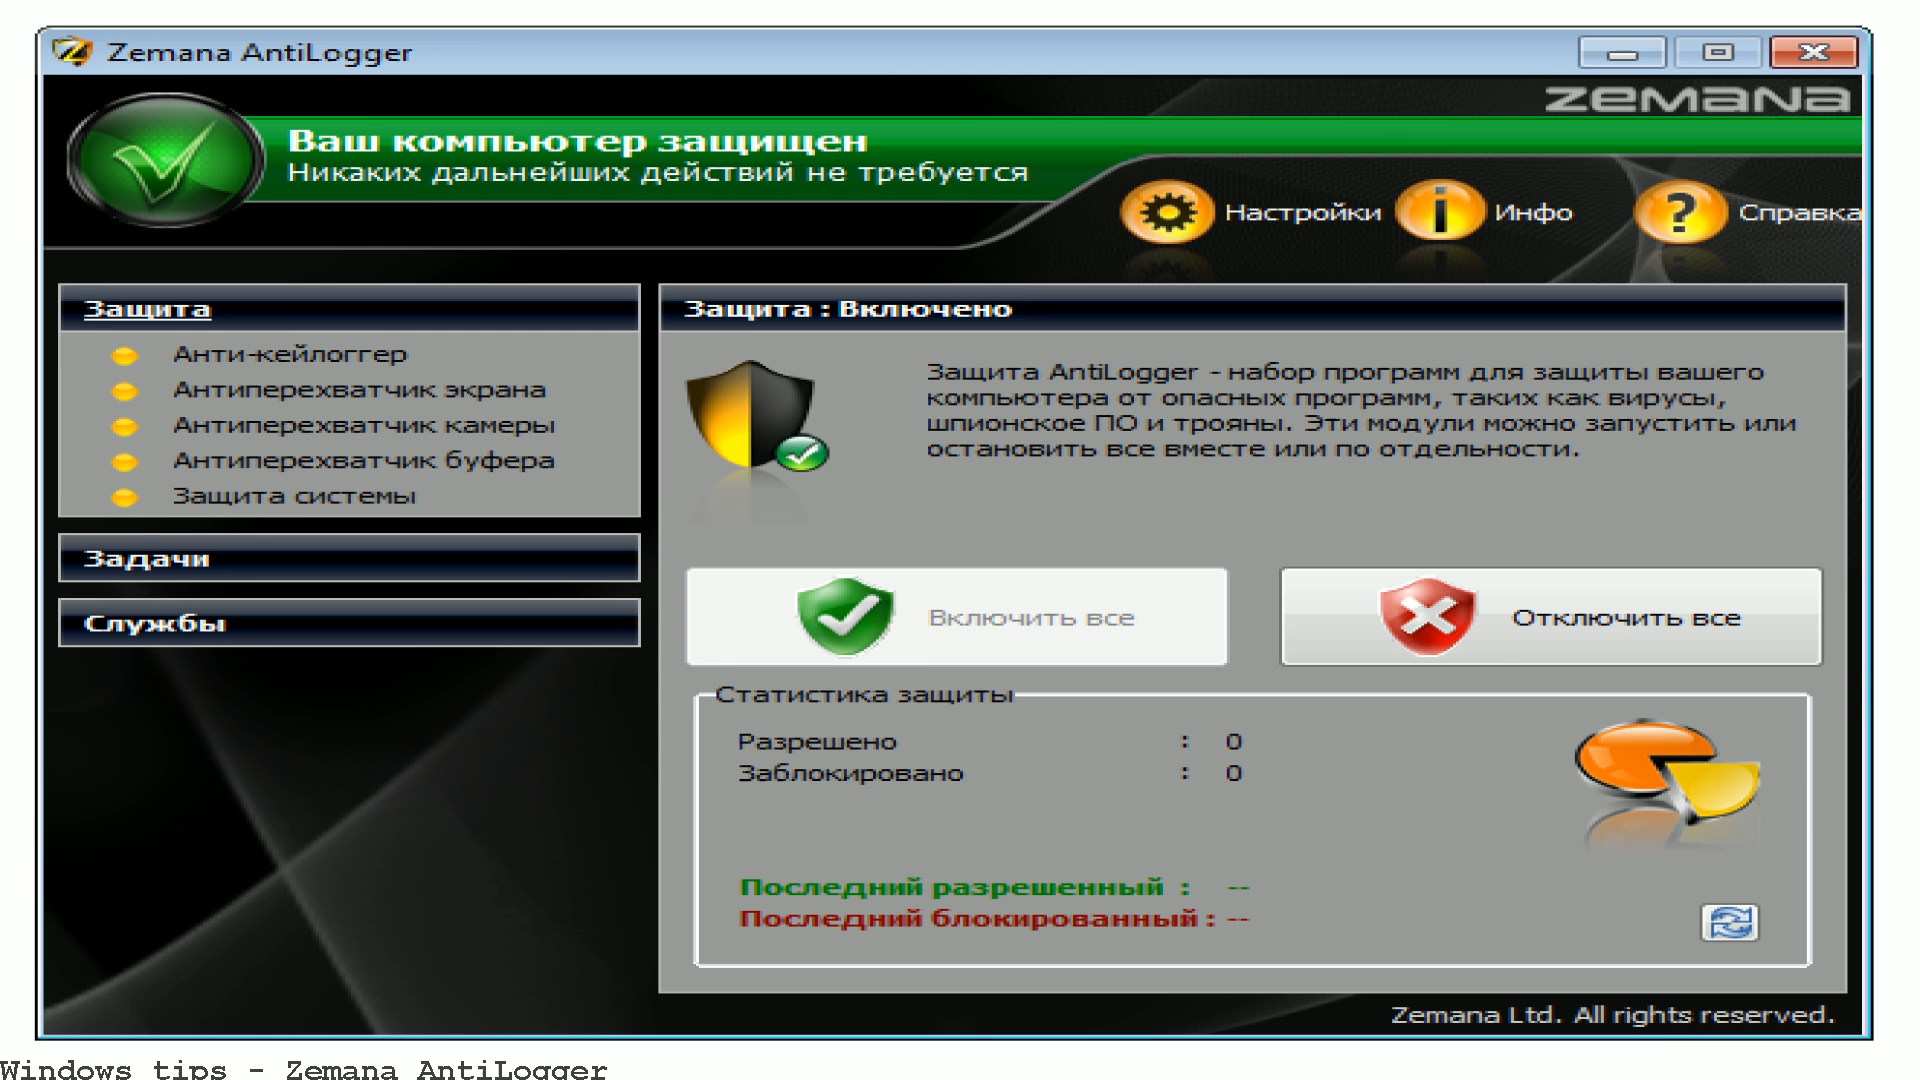 Zemana AntiLogger
zemana
Ваш компьютер защищен
Никаких дальнейших действий не требуется
Настройки
Инфо
Справка
Защита
Анти-кейлоггер
Антиперехватчик экрана
Антиперехватчик камеры
Антиперехватчик буфера
Защита системы
Задачи
Службы
Защита : Включено
Защита AntiLogger - набор программ для защиты вашего
компьютера от опасных программ, таких как вирусы,
шпионское ПО и трояны. Эти модули можно запустить или
остановить все вместе или по отдельности.
Включить все
Отключить все
Статистика защиты
Разрешено : 0
Заблокировано : 0
Последний разрешенный : --
Последний блокированный : --
Zemana Ltd. All rights reserved.
Windows tips - Zemana AntiLogger